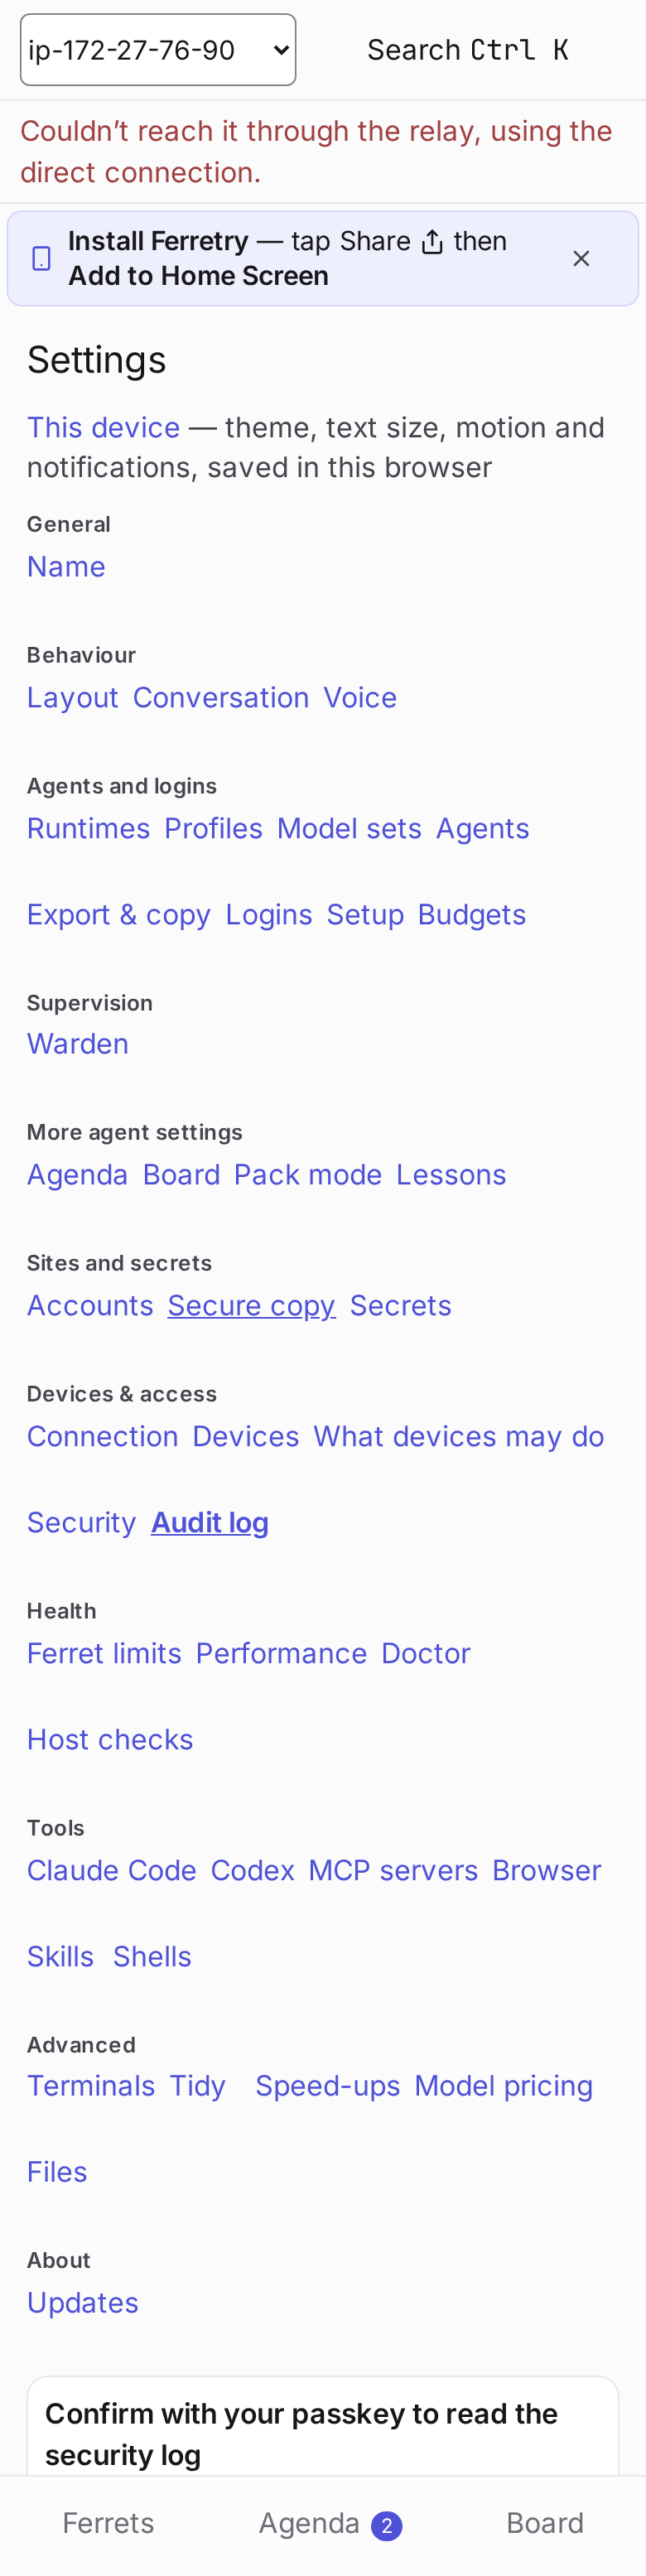 ip-172-27-76-90
Search Ctrl K
Couldn’t reach it through the relay, using the
direct connection.
Install Ferretry — tap Share then
Add to Home Screen
Settings
This device — theme, text size, motion and
notifications, saved in this browser
General
Name
Behaviour
Layout Conversation Voice
Agents and logins
Runtimes Profiles Model sets Agents
Export & copy Logins Setup Budgets
Supervision
Warden
More agent settings
Agenda Board Pack mode Lessons
Sites and secrets
Accounts Secure copy Secrets
Devices & access
Connection Devices What devices may do
Security Audit log
Health
Ferret limits Performance Doctor
Host checks
Tools
Claude Code Codex MCP servers Browser
Skills Shells
Advanced
Terminals Tidy Speed-ups Model pricing
Files
About
Updates
Confirm with your passkey to read the
security log
Ferrets Agenda 2 Board